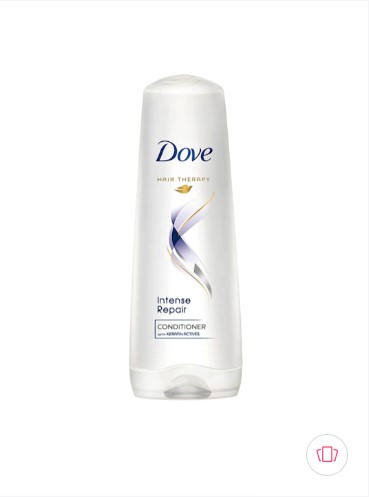 Dove
HAIR THERAPY
Intense
Repair
CONDITIONER
with KERATIN ACTIVES